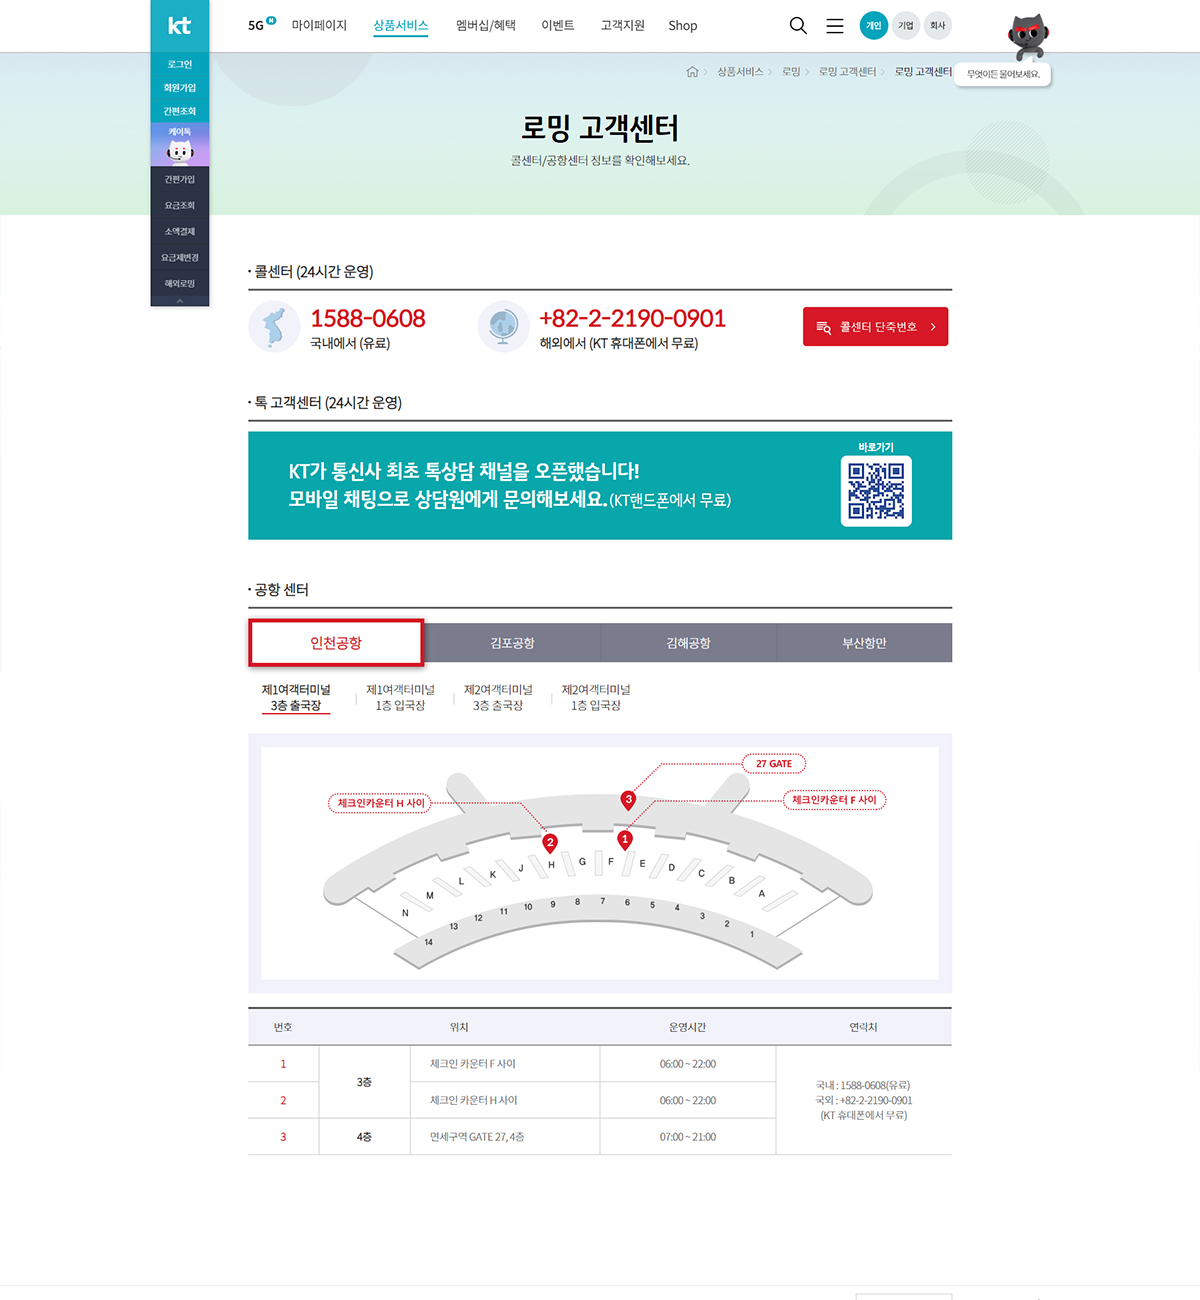 kt
5G N
마이페이지
상품서비스
멤버십/혜택
이벤트
고객지원
Shop
개인
기업
회사
로그인
회원가입
간편조회
케이톡
간편가입
요금조회
소액결제
요금제변경
해외로밍
상품서비스 > 로밍 > 로밍 고객센터 > 로밍 고객센터
무엇이든 물어보세요.
로밍 고객센터
콜센터/공항센터 정보를 확인해보세요.
· 콜센터 (24시간 운영)
1588-0608
국내에서 (유료)
+82-2-2190-0901
해외에서 (KT 휴대폰에서 무료)
콜센터 단축번호 >
· 톡 고객센터 (24시간 운영)
KT가 통신사 최초 톡상담 채널을 오픈했습니다!
모바일 채팅으로 상담원에게 문의해보세요.(KT핸드폰에서 무료)
바로가기
· 공항 센터
인천공항
김포공항
김해공항
부산항만
제1여객터미널
3층 출국장
제1여객터미널
1층 입국장
제2여객터미널
3층 출국장
제2여객터미널
1층 입국장
27 GATE
체크인카운터 H 사이
체크인카운터 F 사이
3
2
1
N M L K J H G F E D C B A
14 13 12 11 10 9 8 7 6 5 4 3 2 1
번호 위치 운영시간 연락처
1 3층 체크인 카운터 F 사이 06:00 ~ 22:00
2 체크인 카운터 H 사이 06:00 ~ 22:00
3 4층 면세구역 GATE 27, 4층 07:00 ~ 21:00
국내 : 1588-0608(유료)
국외 : +82-2-2190-0901
(KT 휴대폰에서 무료)